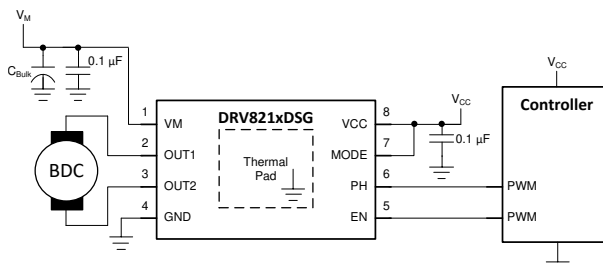 VM
CBulk
0.1 µF
DRV821xDSG
1
VM
2
OUT1
3
OUT2
4
GND
Thermal
Pad
8
VCC
7
MODE
6
PH
5
EN
BDC
VCC
0.1 µF
VCC
Controller
PWM
PWM